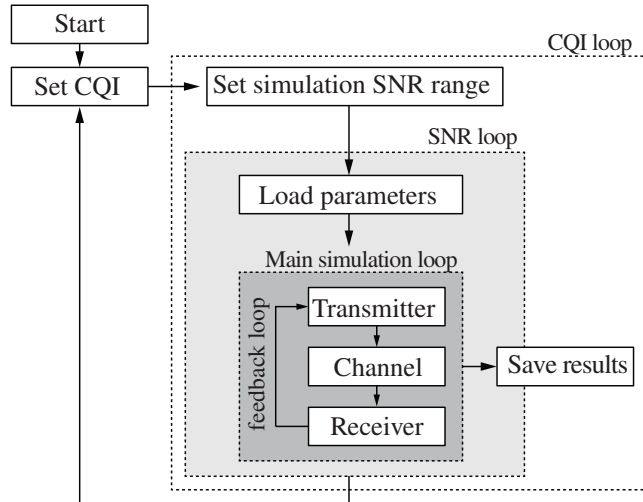 Start
CQI loop
Set CQI
Set simulation SNR range
SNR loop
Load parameters
Main simulation loop
feedback loop
Transmitter
Channel
Save results
Receiver